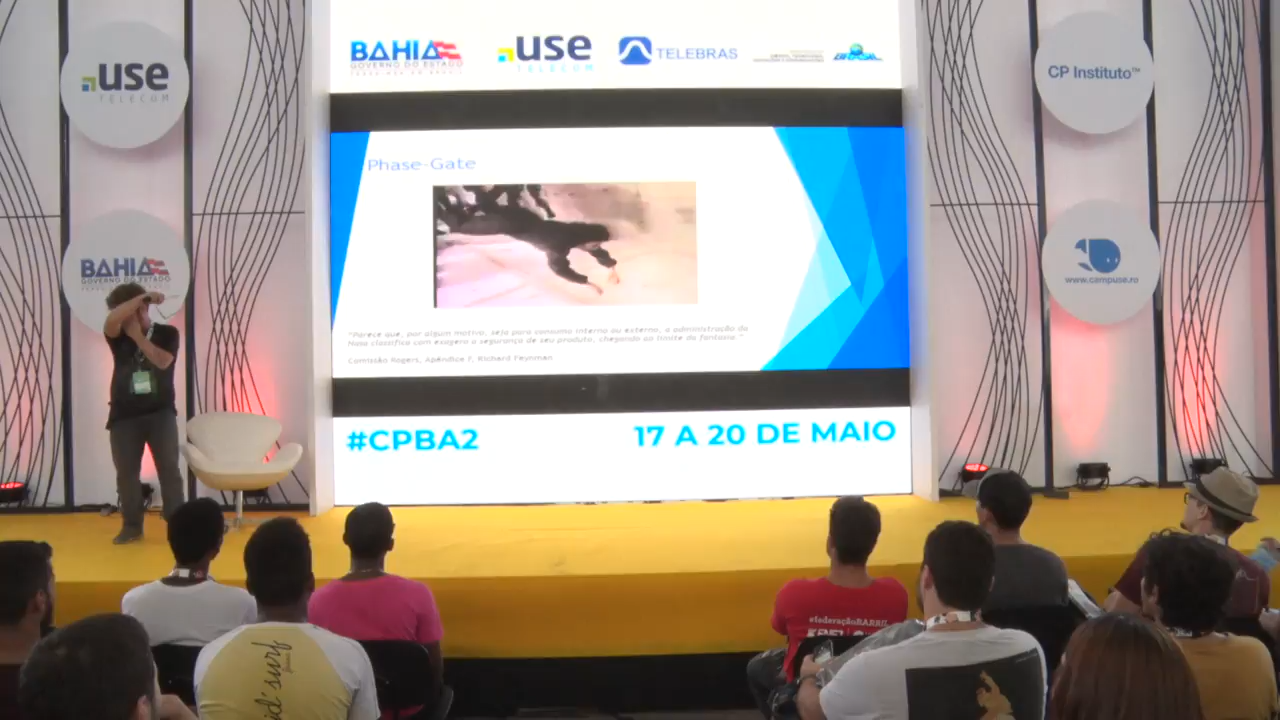 BAHIA
GOVERNO DO ESTADO
use
TELECOM
TELEBRAS
use
TELECOM
CP Instituto™
Phase-Gate
BAHIA
GOVERNO DO ESTADO
www.campuse.ro
"Parece que, por algum motivo, seja para consumo interno ou externo, a administração da
Nasa classifica com exagero a segurança de seu produto, chegando ao limite da fantasia."
Comissão Rogers, Apêndice F, Richard Feynman
#CPBA2
17 A 20 DE MAIO
surf